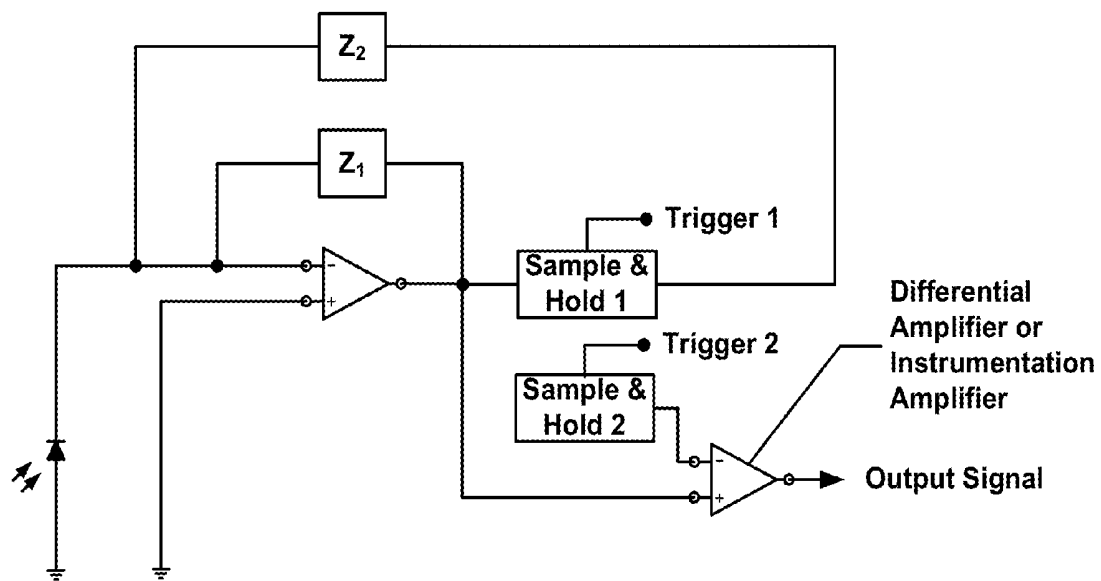 Z₂
Z₁
Trigger 1
Sample &
Hold 1
Differential
Amplifier or
Instrumentation
Amplifier
Trigger 2
Sample &
Hold 2
-
+
-
+
Output Signal